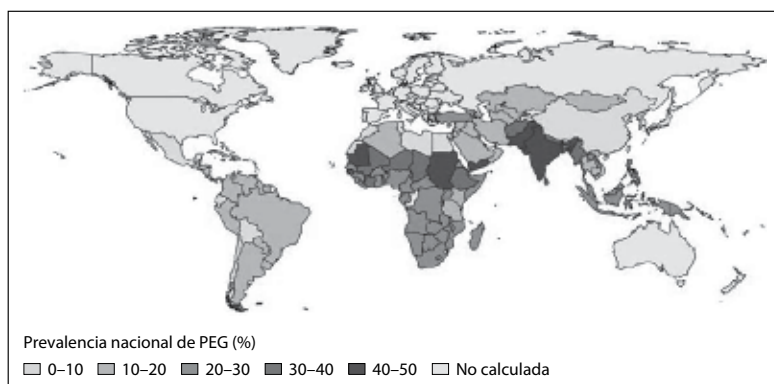 Prevalencia nacional de PEG (%)
0–10 10–20 20–30 30–40 40–50 No calculada